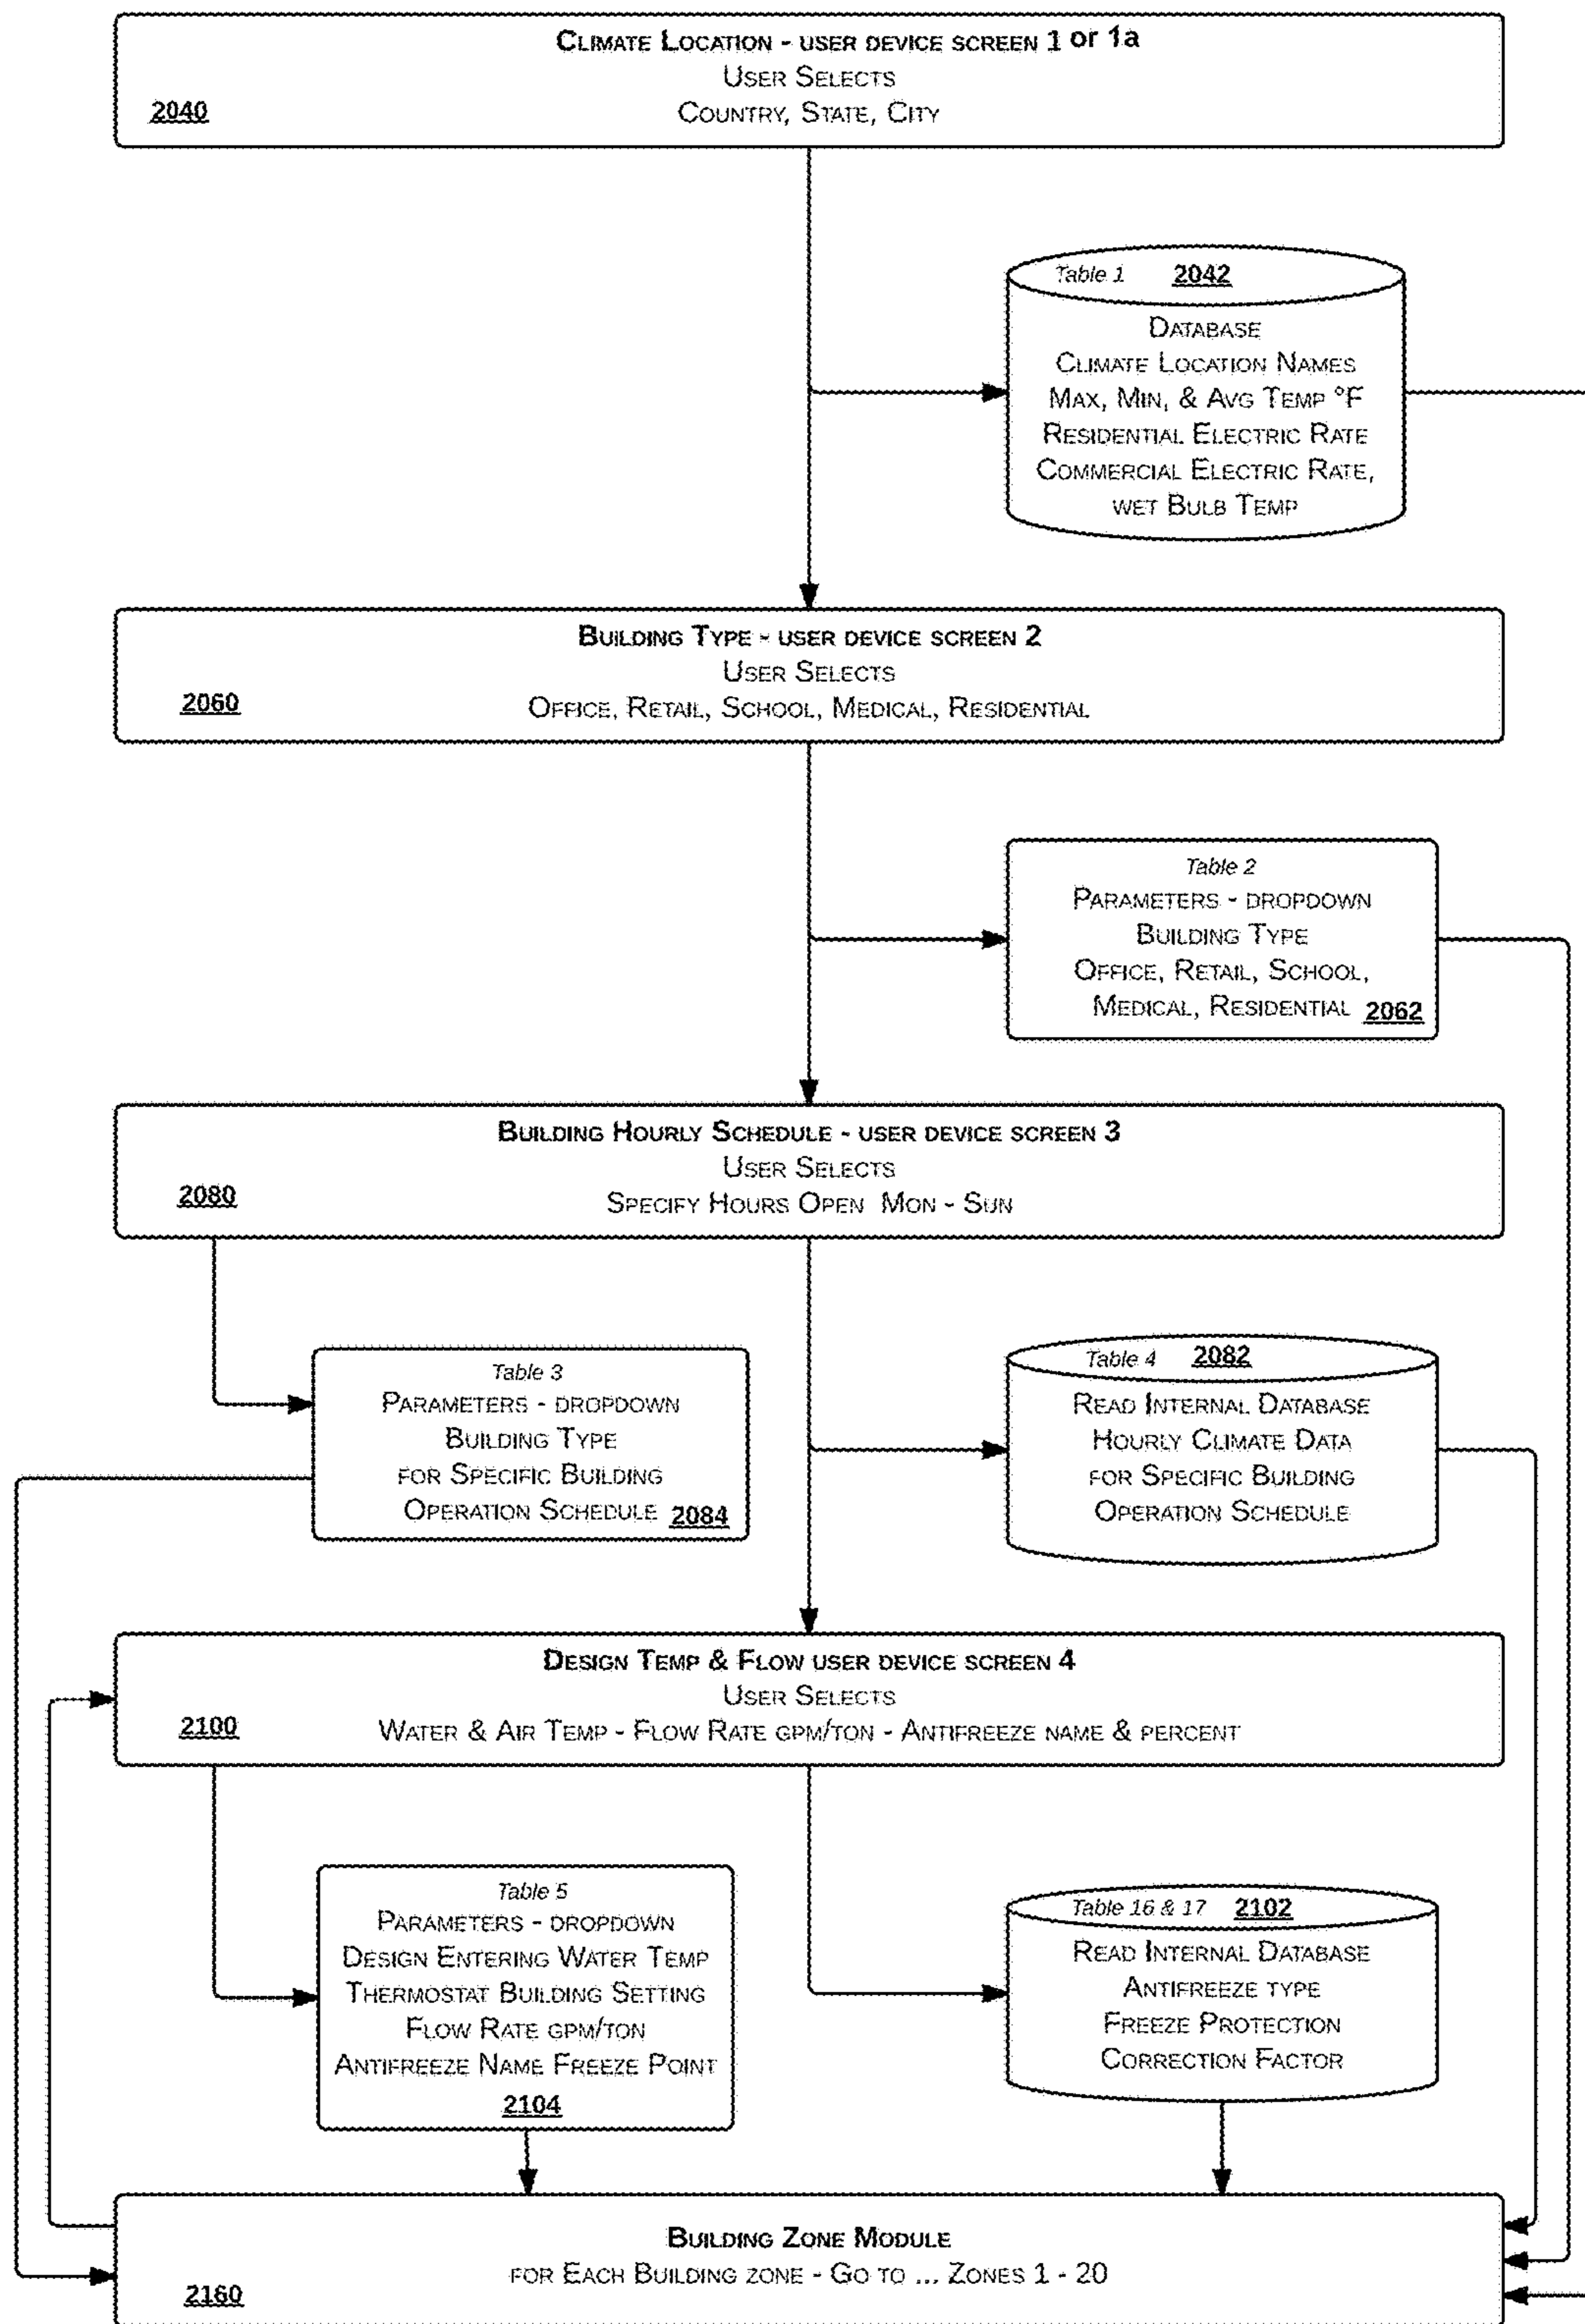 CLIMATE LOCATION - USER DEVICE SCREEN 1 or 1a
USER SELECTS
2040
COUNTRY, STATE, CITY
Table 1 2042
DATABASE
CLIMATE LOCATION NAMES
MAX, MIN, & AVG TEMP °F
RESIDENTIAL ELECTRIC RATE
COMMERCIAL ELECTRIC RATE,
WET BULB TEMP
BUILDING TYPE - USER DEVICE SCREEN 2
USER SELECTS
2060
OFFICE, RETAIL, SCHOOL, MEDICAL, RESIDENTIAL
Table 2
PARAMETERS - DROPDOWN
BUILDING TYPE
OFFICE, RETAIL, SCHOOL,
MEDICAL, RESIDENTIAL 2062
BUILDING HOURLY SCHEDULE - USER DEVICE SCREEN 3
USER SELECTS
2080
SPECIFY HOURS OPEN MON - SUN
Table 3
PARAMETERS - DROPDOWN
BUILDING TYPE
FOR SPECIFIC BUILDING
OPERATION SCHEDULE 2084
Table 4 2082
READ INTERNAL DATABASE
HOURLY CLIMATE DATA
FOR SPECIFIC BUILDING
OPERATION SCHEDULE
DESIGN TEMP & FLOW USER DEVICE SCREEN 4
USER SELECTS
2100
WATER & AIR TEMP - FLOW RATE GPM/TON - ANTIFREEZE NAME & PERCENT
Table 5
PARAMETERS - DROPDOWN
DESIGN ENTERING WATER TEMP
THERMOSTAT BUILDING SETTING
FLOW RATE GPM/TON
ANTIFREEZE NAME FREEZE POINT
2104
Table 16 & 17 2102
READ INTERNAL DATABASE
ANTIFREEZE TYPE
FREEZE PROTECTION
CORRECTION FACTOR
BUILDING ZONE MODULE
FOR EACH BUILDING ZONE - GO TO ... ZONES 1 - 20
2160